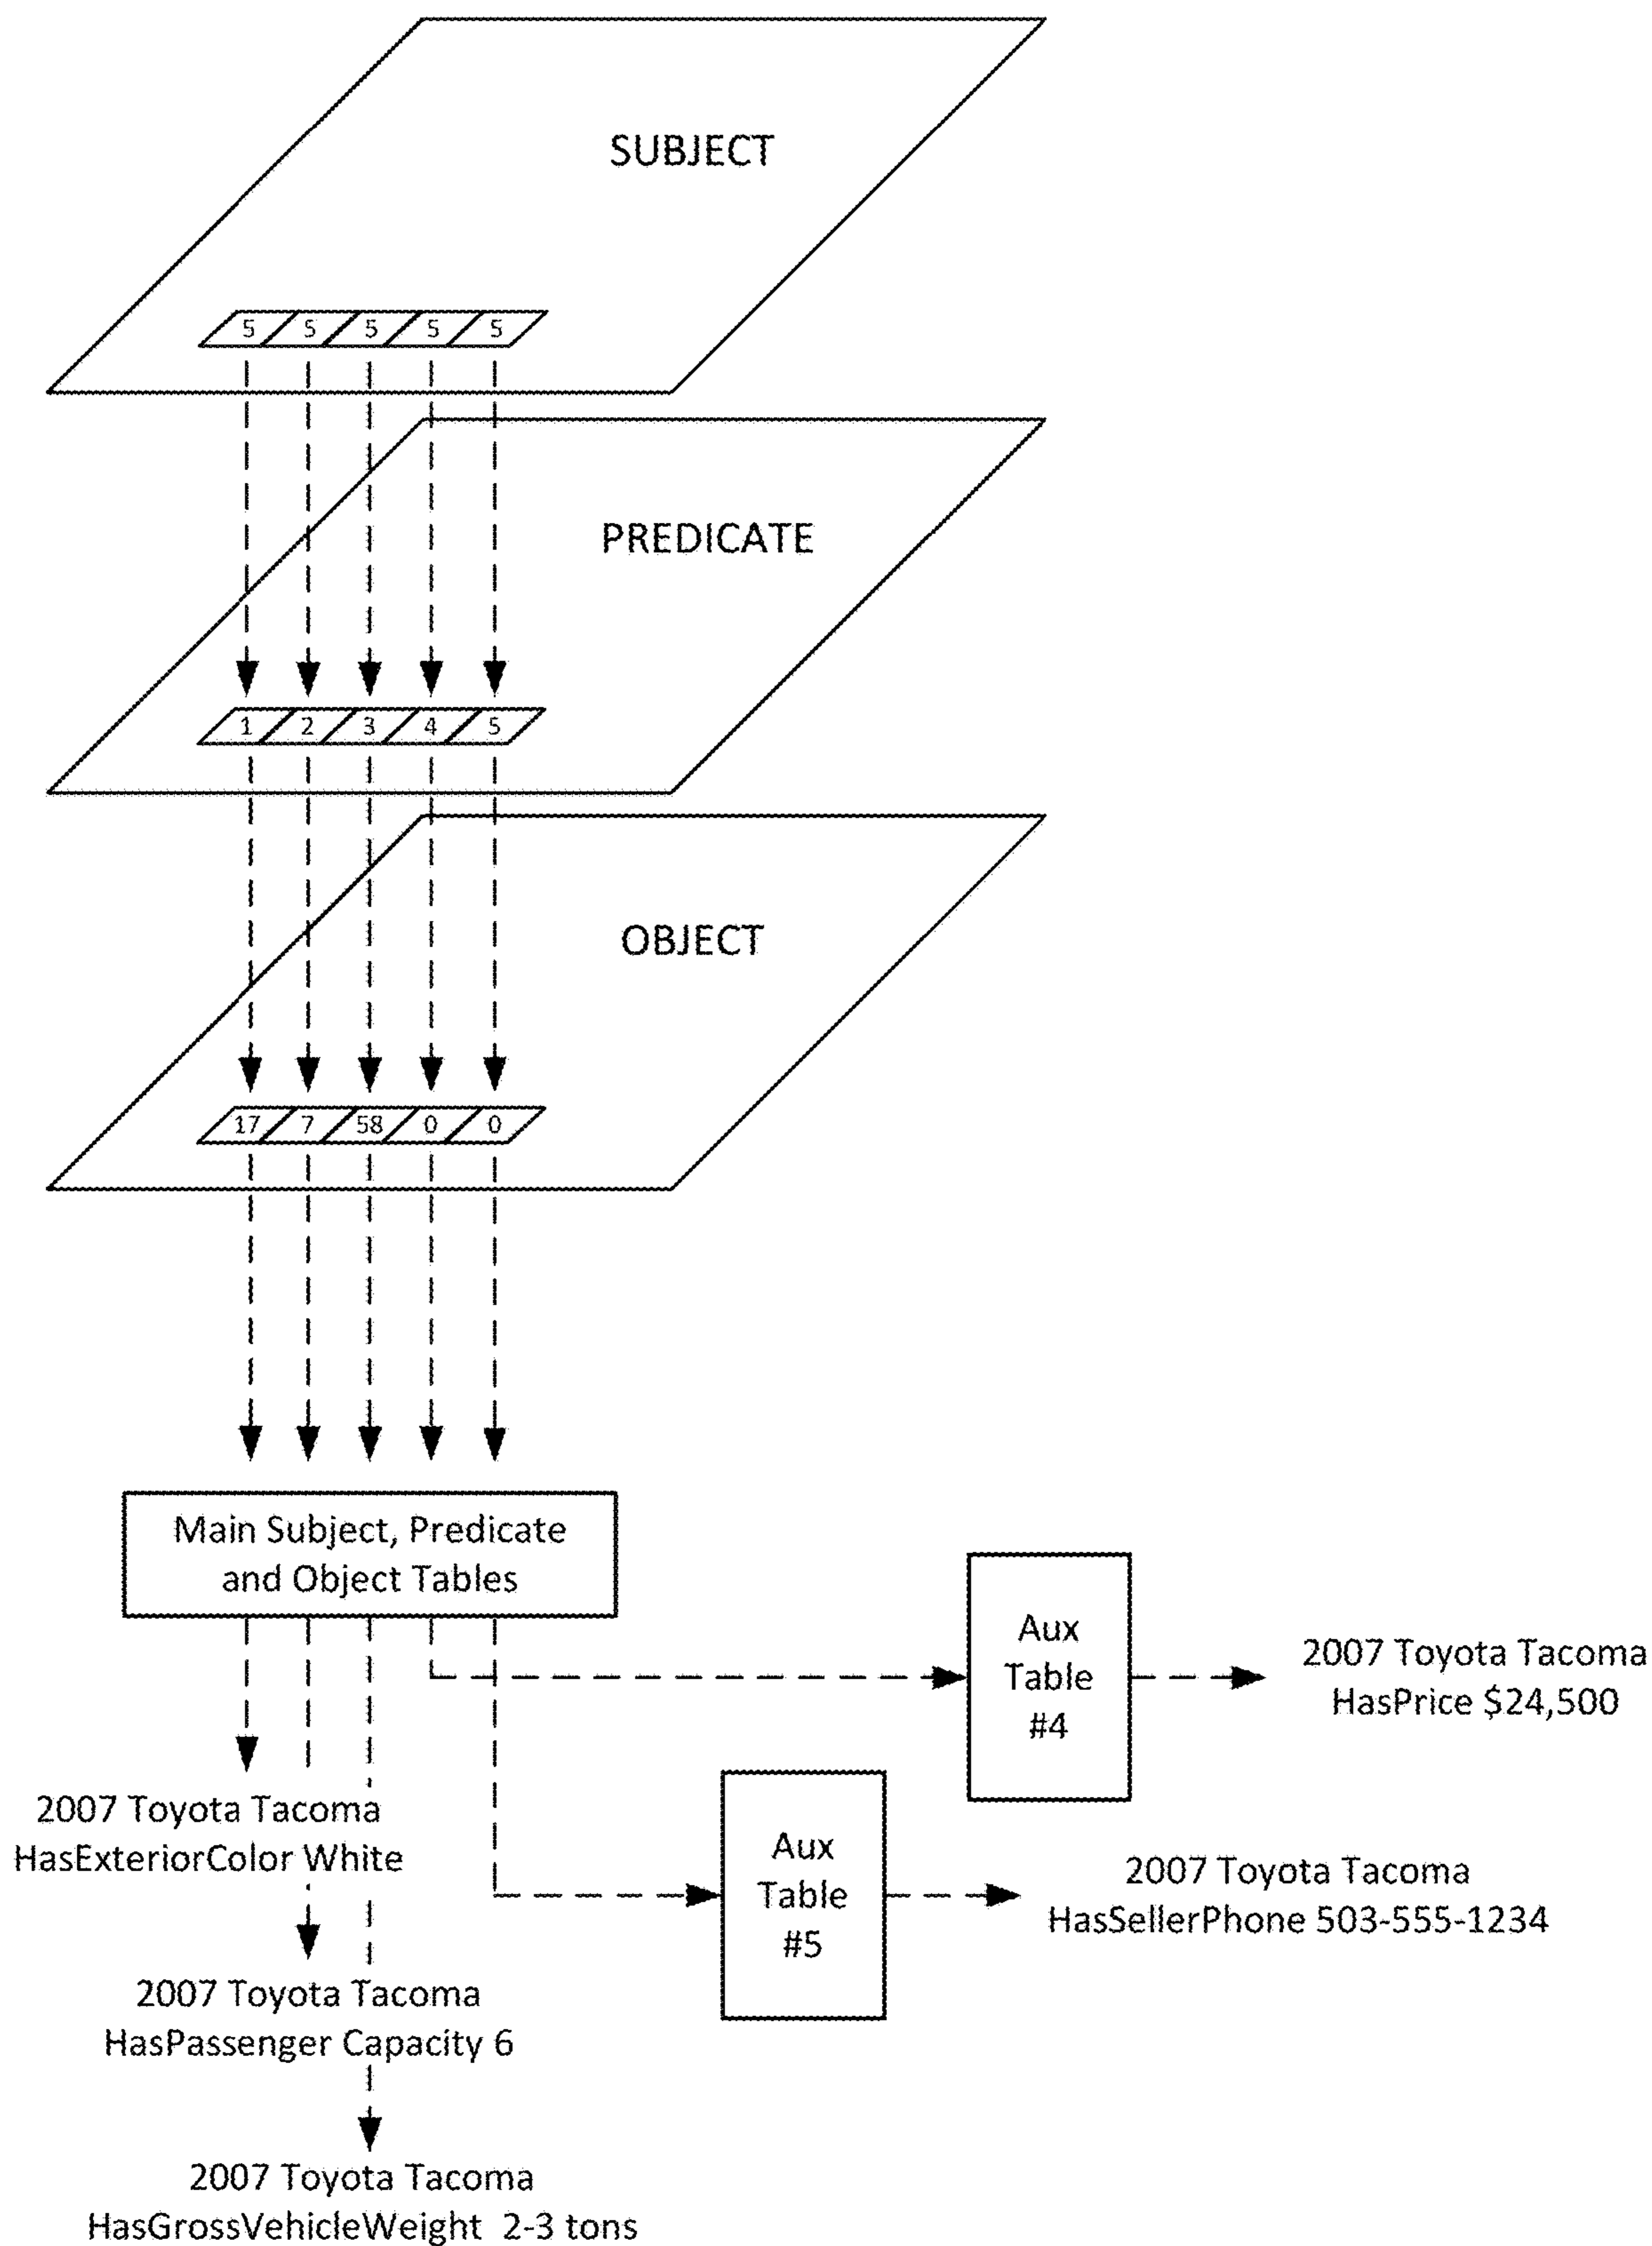 SUBJECT
5 5 5 5 5
PREDICATE
1 2 3 4 5
OBJECT
17 7 58 0 0
Main Subject, Predicate
and Object Tables
Aux
Table
#4
2007 Toyota Tacoma
HasPrice $24,500
2007 Toyota Tacoma
HasExteriorColor White
Aux
Table
#5
2007 Toyota Tacoma
HasSellerPhone 503-555-1234
2007 Toyota Tacoma
HasPassenger Capacity 6
2007 Toyota Tacoma
HasGrossVehicleWeight 2-3 tons